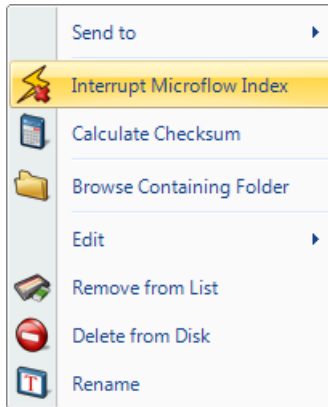 Send to
Interrupt Microflow Index
Calculate Checksum
Browse Containing Folder
Edit
Remove from List
Delete from Disk
Rename